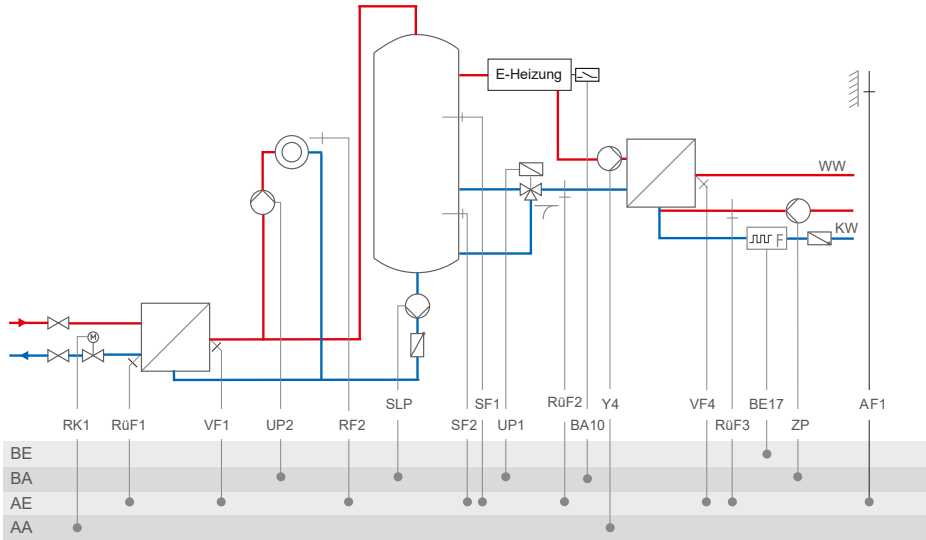 E-Heizung
WW
KW
F
M
SLP
SF1
RüF2
Y4
VF4
BE17
AF1
RK1
RüF1
VF1
UP2
RF2
SF2
UP1
BA10
RüF3
ZP
BE
BA
AE
AA